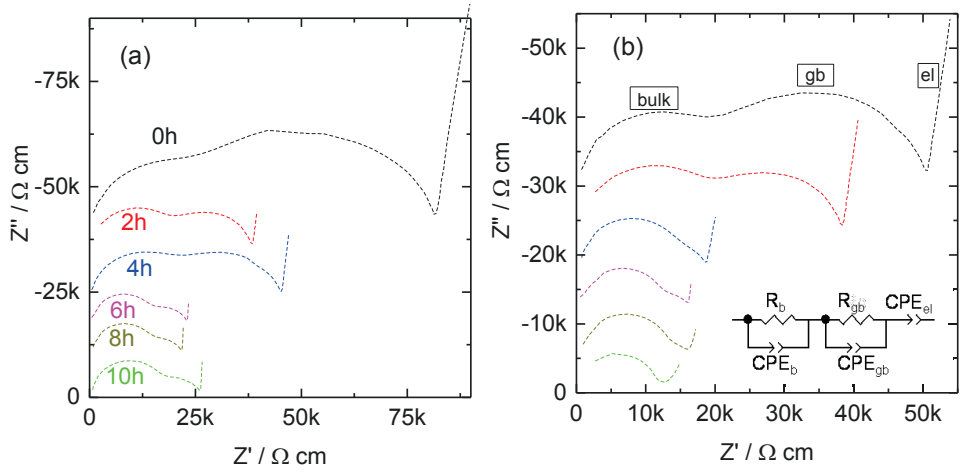 (a)
-75k
-50k
-25k
0
0h
2h
4h
6h
8h
10h
0 25k 50k 75k
Z' / Ω cm
Z'' / Ω cm
(b)
-50k
-40k
-30k
-20k
-10k
0
bulk
gb
el
R_b
R_gb
CPE_el
CPE_b
CPE_gb
0 10k 20k 30k 40k 50k
Z' / Ω cm
Z'' / Ω cm